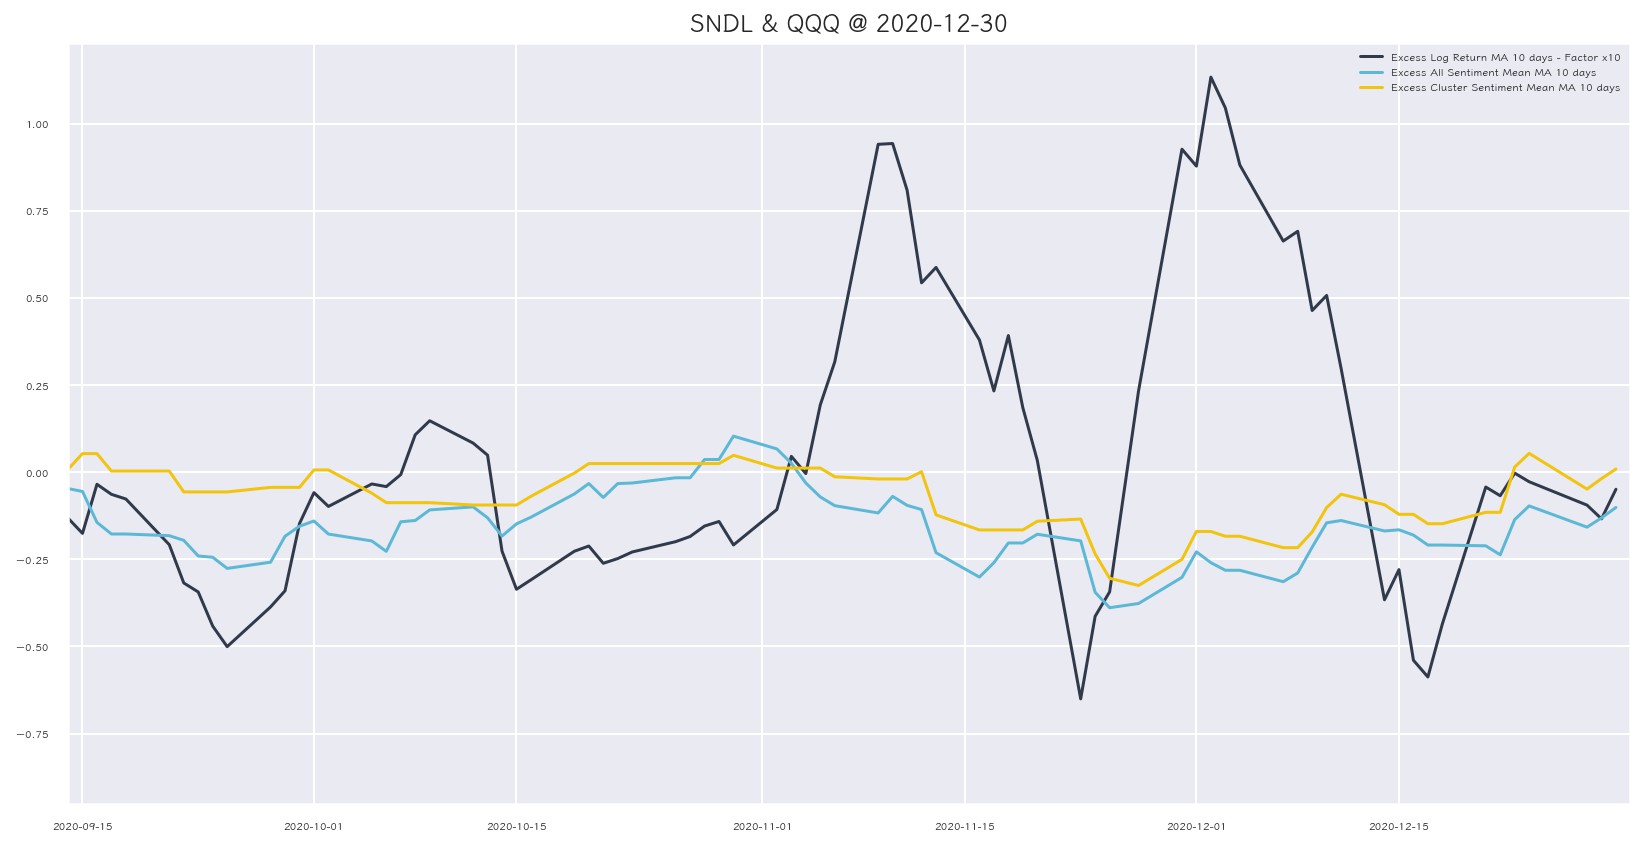 SNDL & QQQ @ 2020-12-30
Excess Log Return MA 10 days - Factor x10
Excess All Sentiment Mean MA 10 days
Excess Cluster Sentiment Mean MA 10 days
1.00
0.75
0.50
0.25
0.00
−0.25
−0.50
−0.75
2020-09-15 2020-10-01 2020-10-15 2020-11-01 2020-11-15 2020-12-01 2020-12-15